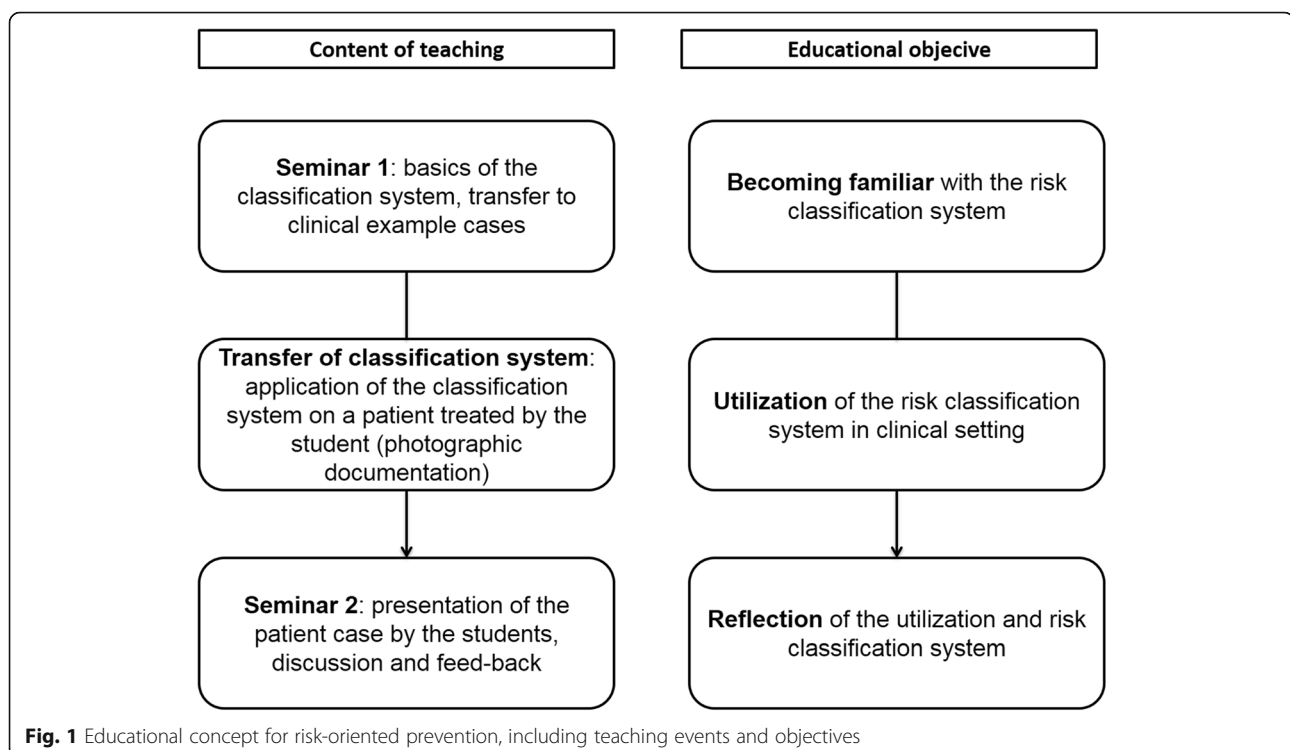 Content of teaching
Educational objecive
Seminar 1: basics of the
classification system, transfer to
clinical example cases
Becoming familiar with the risk
classification system
Transfer of classification system:
application of the classification
system on a patient treated by the
student (photographic
documentation)
Utilization of the risk classification
system in clinical setting
Seminar 2: presentation of the
patient case by the students,
discussion and feed-back
Reflection of the utilization and risk
classification system
Fig. 1 Educational concept for risk-oriented prevention, including teaching events and objectives